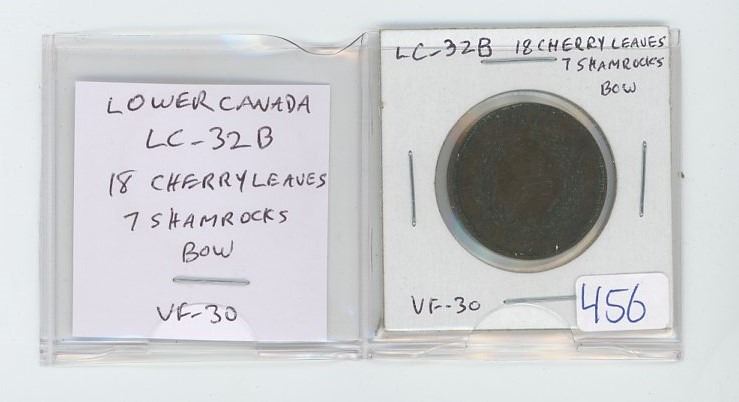 LOWER CANADA
LC-32B
18 CHERRY LEAVES
7 SHAMROCKS
BOW
VF-30
LC-32B 18 CHERRY LEAVES
7 SHAMROCKS
BOW
VF-30
456